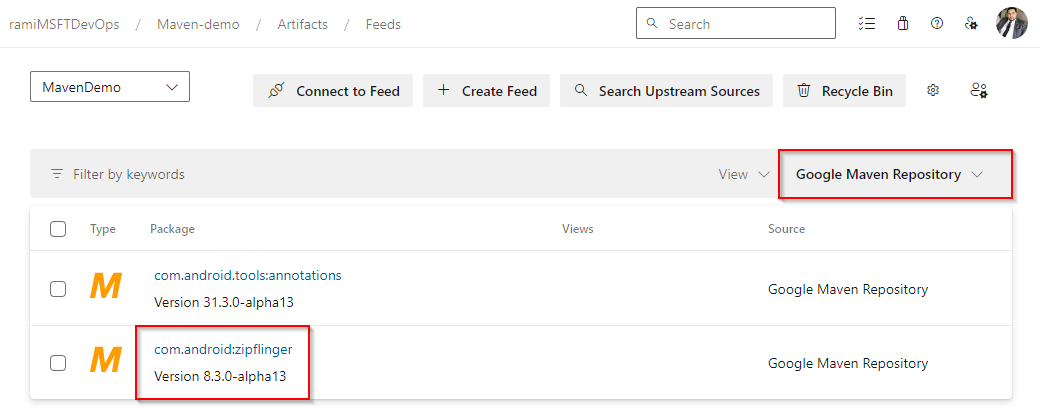 ramiMSFTDevOps / Maven-demo / Artifacts / Feeds Search
MavenDemo Connect to Feed Create Feed Search Upstream Sources Recycle Bin
Filter by keywords View Google Maven Repository
Type Package Views Source
M com.android.tools:annotations
Version 31.3.0-alpha13 Google Maven Repository
M com.android:zipflinger
Version 8.3.0-alpha13 Google Maven Repository